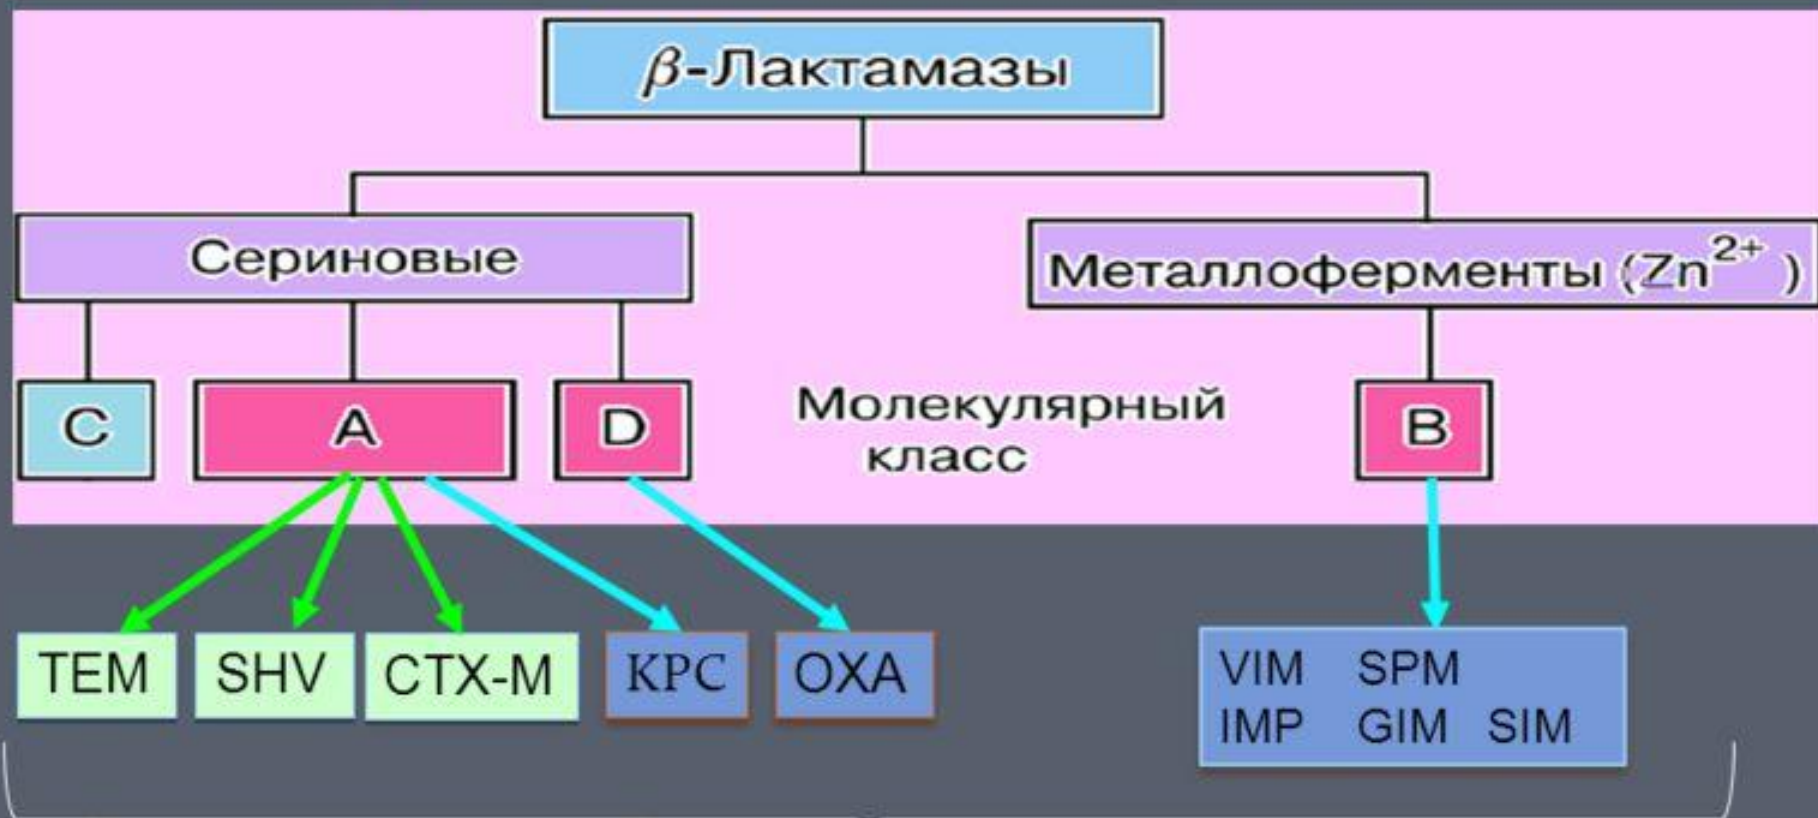 β-Лактамазы
Сериновые
Металлоферменты (Zn²⁺ )
C
A
D
Молекулярный
класс
B
TEM
SHV
CTX-M
KPC
OXA
VIM SPM
IMP GIM SIM